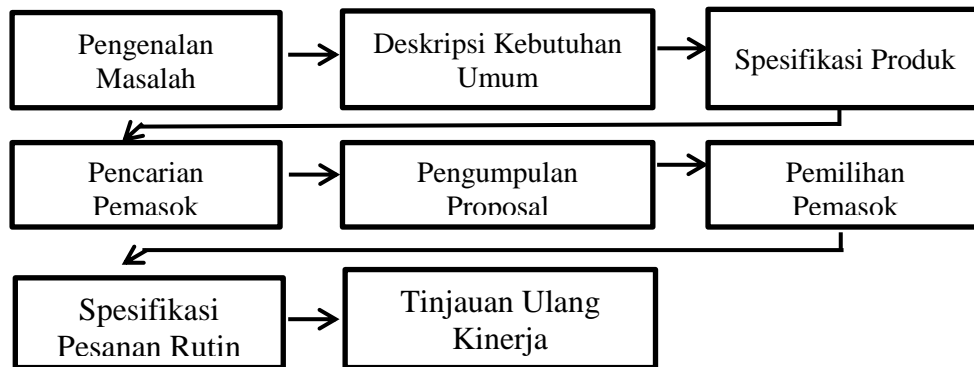 Pengenalan
Masalah
Deskripsi Kebutuhan
Umum
Spesifikasi Produk
Pencarian
Pemasok
Pengumpulan
Proposal
Pemilihan
Pemasok
Spesifikasi
Pesanan Rutin
Tinjauan Ulang
Kinerja